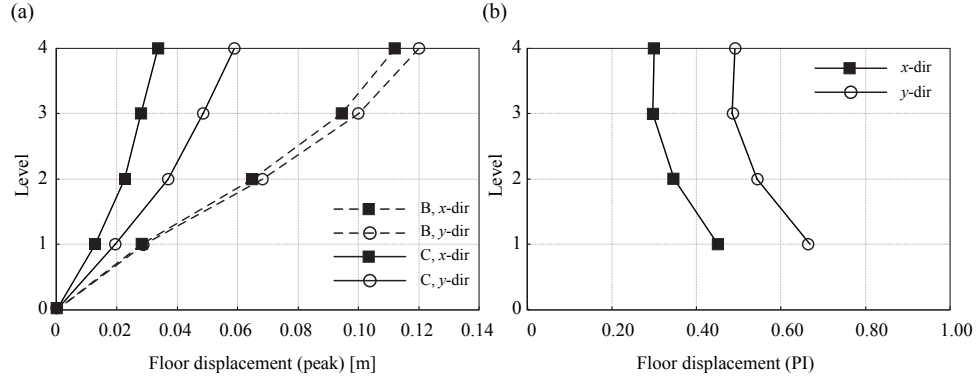 (a)
4
3
2
1
0
Level
B, x-dir
B, y-dir
C, x-dir
C, y-dir
0 0.02 0.04 0.06 0.08 0.10 0.12 0.14
Floor displacement (peak) [m]
(b)
4
3
2
1
0
Level
x-dir
y-dir
0 0.20 0.40 0.60 0.80 1.00
Floor displacement (PI)